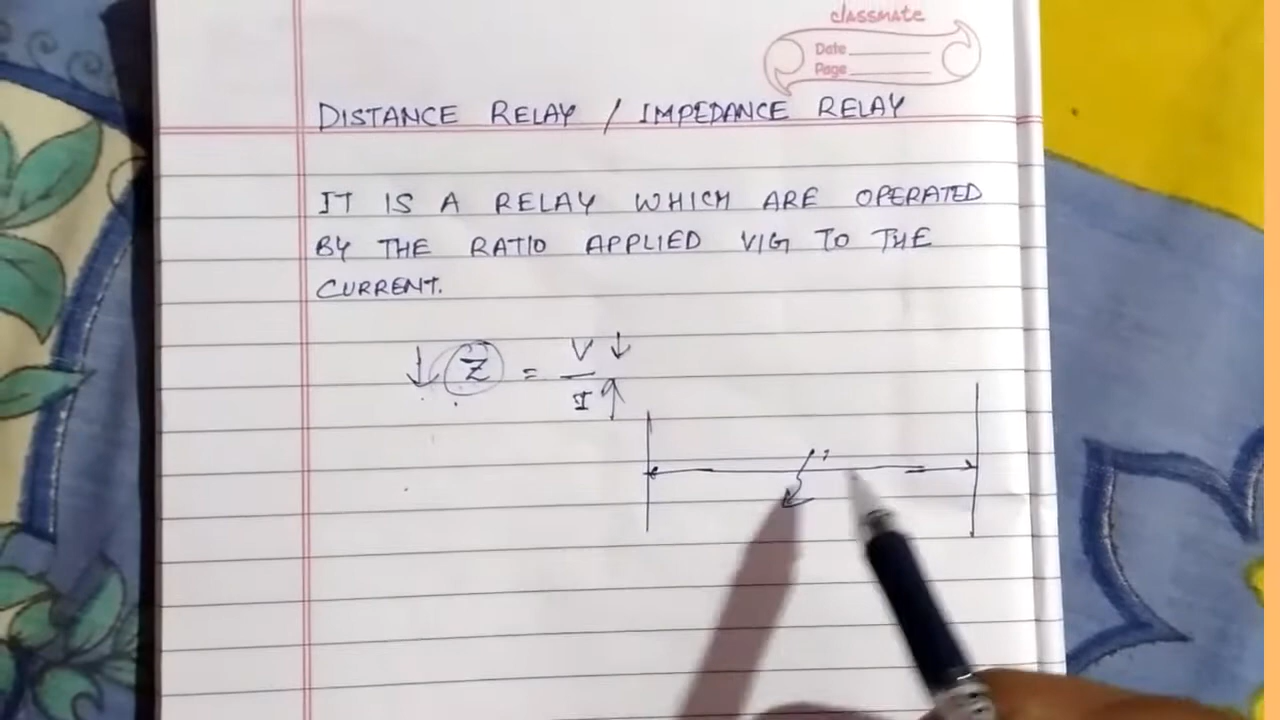 classmate
Date
Page
DISTANCE RELAY / IMPEDANCE RELAY
IT IS A RELAY WHICH ARE OPERATED
BY THE RATIO APPLIED V/G TO THE
CURRENT.
↓ Z = V ↓
I ↑